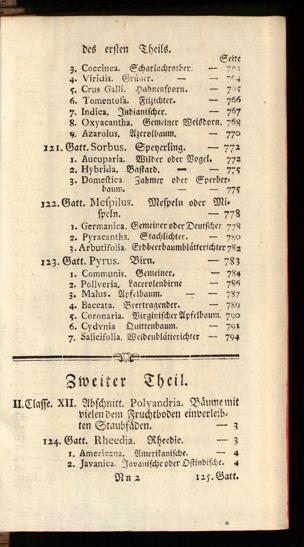 des ersten Theils.
Seite
3. Coccinea. Scharlachrother. — 763
4. Viridis. Grüner. — — 764
5. Crus Galli. Hahnensporn. — 765
6. Tomentosa. Filzichter. — 766
7. Indica. Indianischer. — 767
8. Oxyacantha. Gemeiner Weißdorn. 768
9. Azarolus. Azerolbaum. — 770
121. Gatt. Sorbus. Speyerling. — 772
1. Aucuparia. Wilder oder Vogel. 772
2. Hybrida. Bastard. — — 775
3. Domestica. Zahmer oder Sperber-
baum. — — 775
122. Gatt. Mespilus. Mespeln oder Mi-
speln. — 778
1. Germanica. Gemeiner oder Deutscher 778
2. Pyracantha. Stachlichter. — 780
3. Arbutifolia. Erdbeerbaumblätterichter 782
123. Gatt. Pyrus. Birn. — 783
1. Communis. Gemeiner. — 784
2. Pollveria. Lacerolenbirne — 786
3. Malus. Apfelbaum. — 787
4. Baccata. Beertragender. — 789
5. Coronaria. Virginischer Apfelbaum. 790
6. Cydonia Quittenbaum. — 791
7. Salicifolia. Weidenblätterichter — 794
Zweiter Theil.
II. Classe. XII. Abschnitt. Polyandria. Bäume mit
vielen dem Fruchtboden einverleib-
ten Staubfäden. — 3
124. Gatt. Rheedia. Rheedie. — 3
1. Americana. Amerikanische. — 4
2. Javanica. Javanische oder Ostindische. 4
Nn 2 125. Gatt.